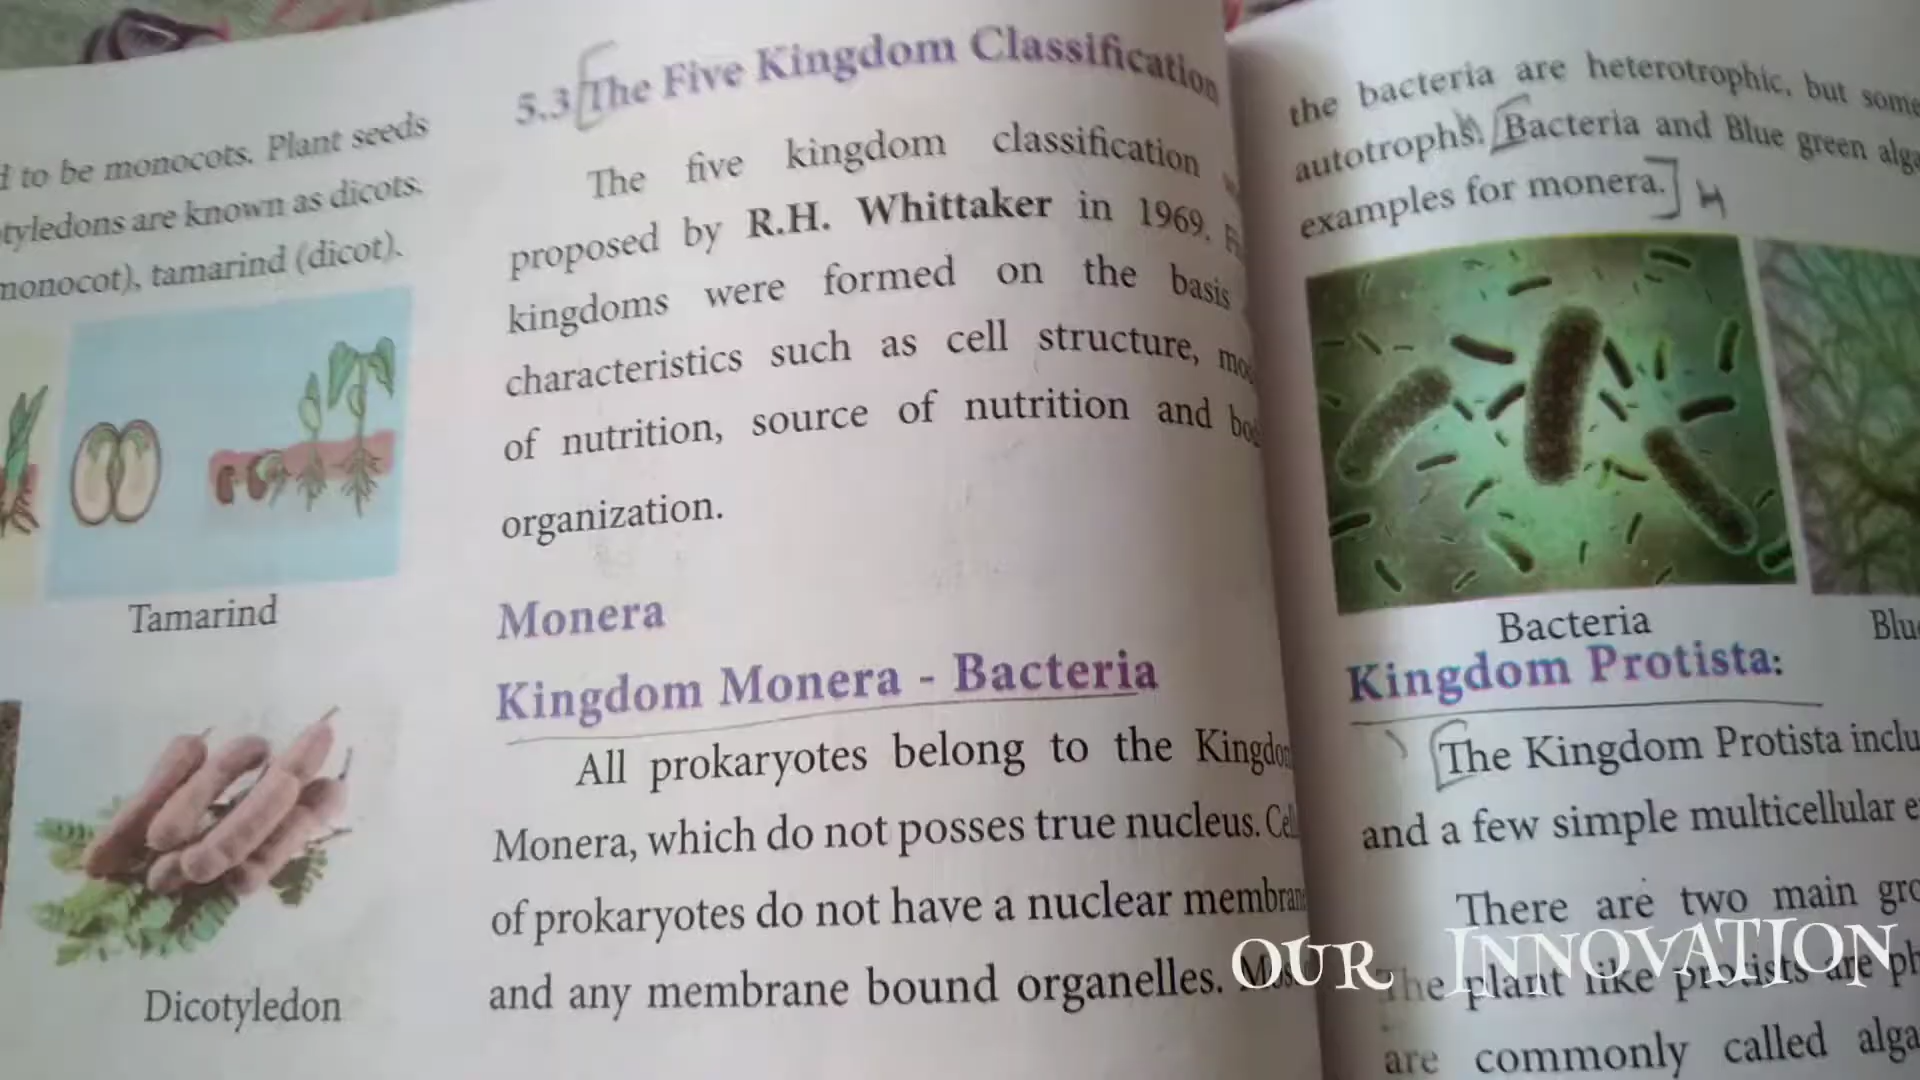 to be monocots. Plant seeds
are known as dicots.
tamarind (dicot).
Tamarind
Dicotyledon
5.3 The Five Kingdom Classification
The five kingdom classification
proposed by R.H. Whittaker in 1969.
kingdoms were formed on the basis
characteristics such as cell structure,
of nutrition, source of nutrition and
organization.
Monera
Kingdom Monera - Bacteria
All prokaryotes belong to the
Monera, which do not posses true nucleus.
of prokaryotes do not have a nuclear
and any membrane bound organelles.
the bacteria are heterotrophic, but some
autotrophs. Bacteria and Blue green
examples for monera.
Bacteria
Kingdom Protista:
The Kingdom Protista
and a few simple multicellular
There are two main
The plant like protists are
are commonly called
OUR INNOVATION